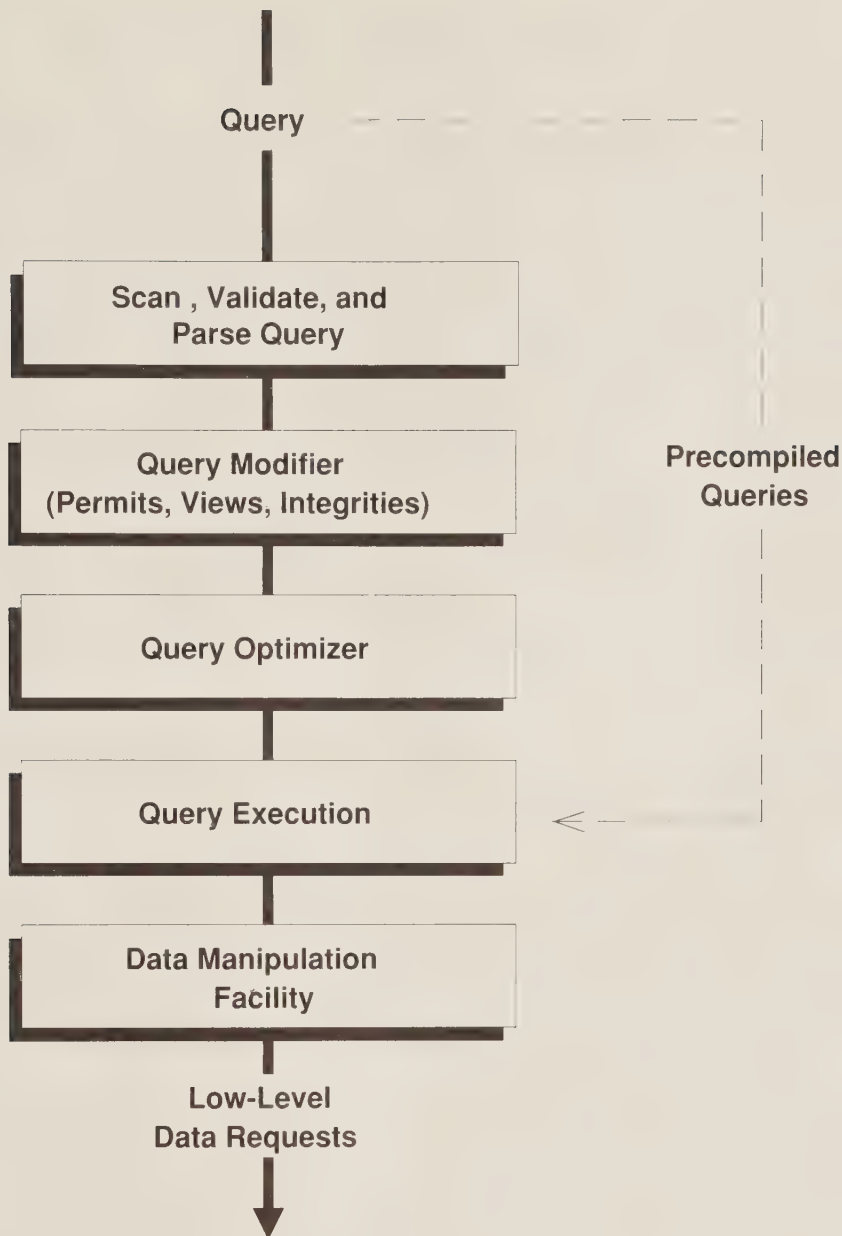 Query
Scan , Validate, and
Parse Query
Query Modifier
(Permits, Views, Integrities)
Precompiled
Queries
Query Optimizer
Query Execution
Data Manipulation
Facility
Low-Level
Data Requests